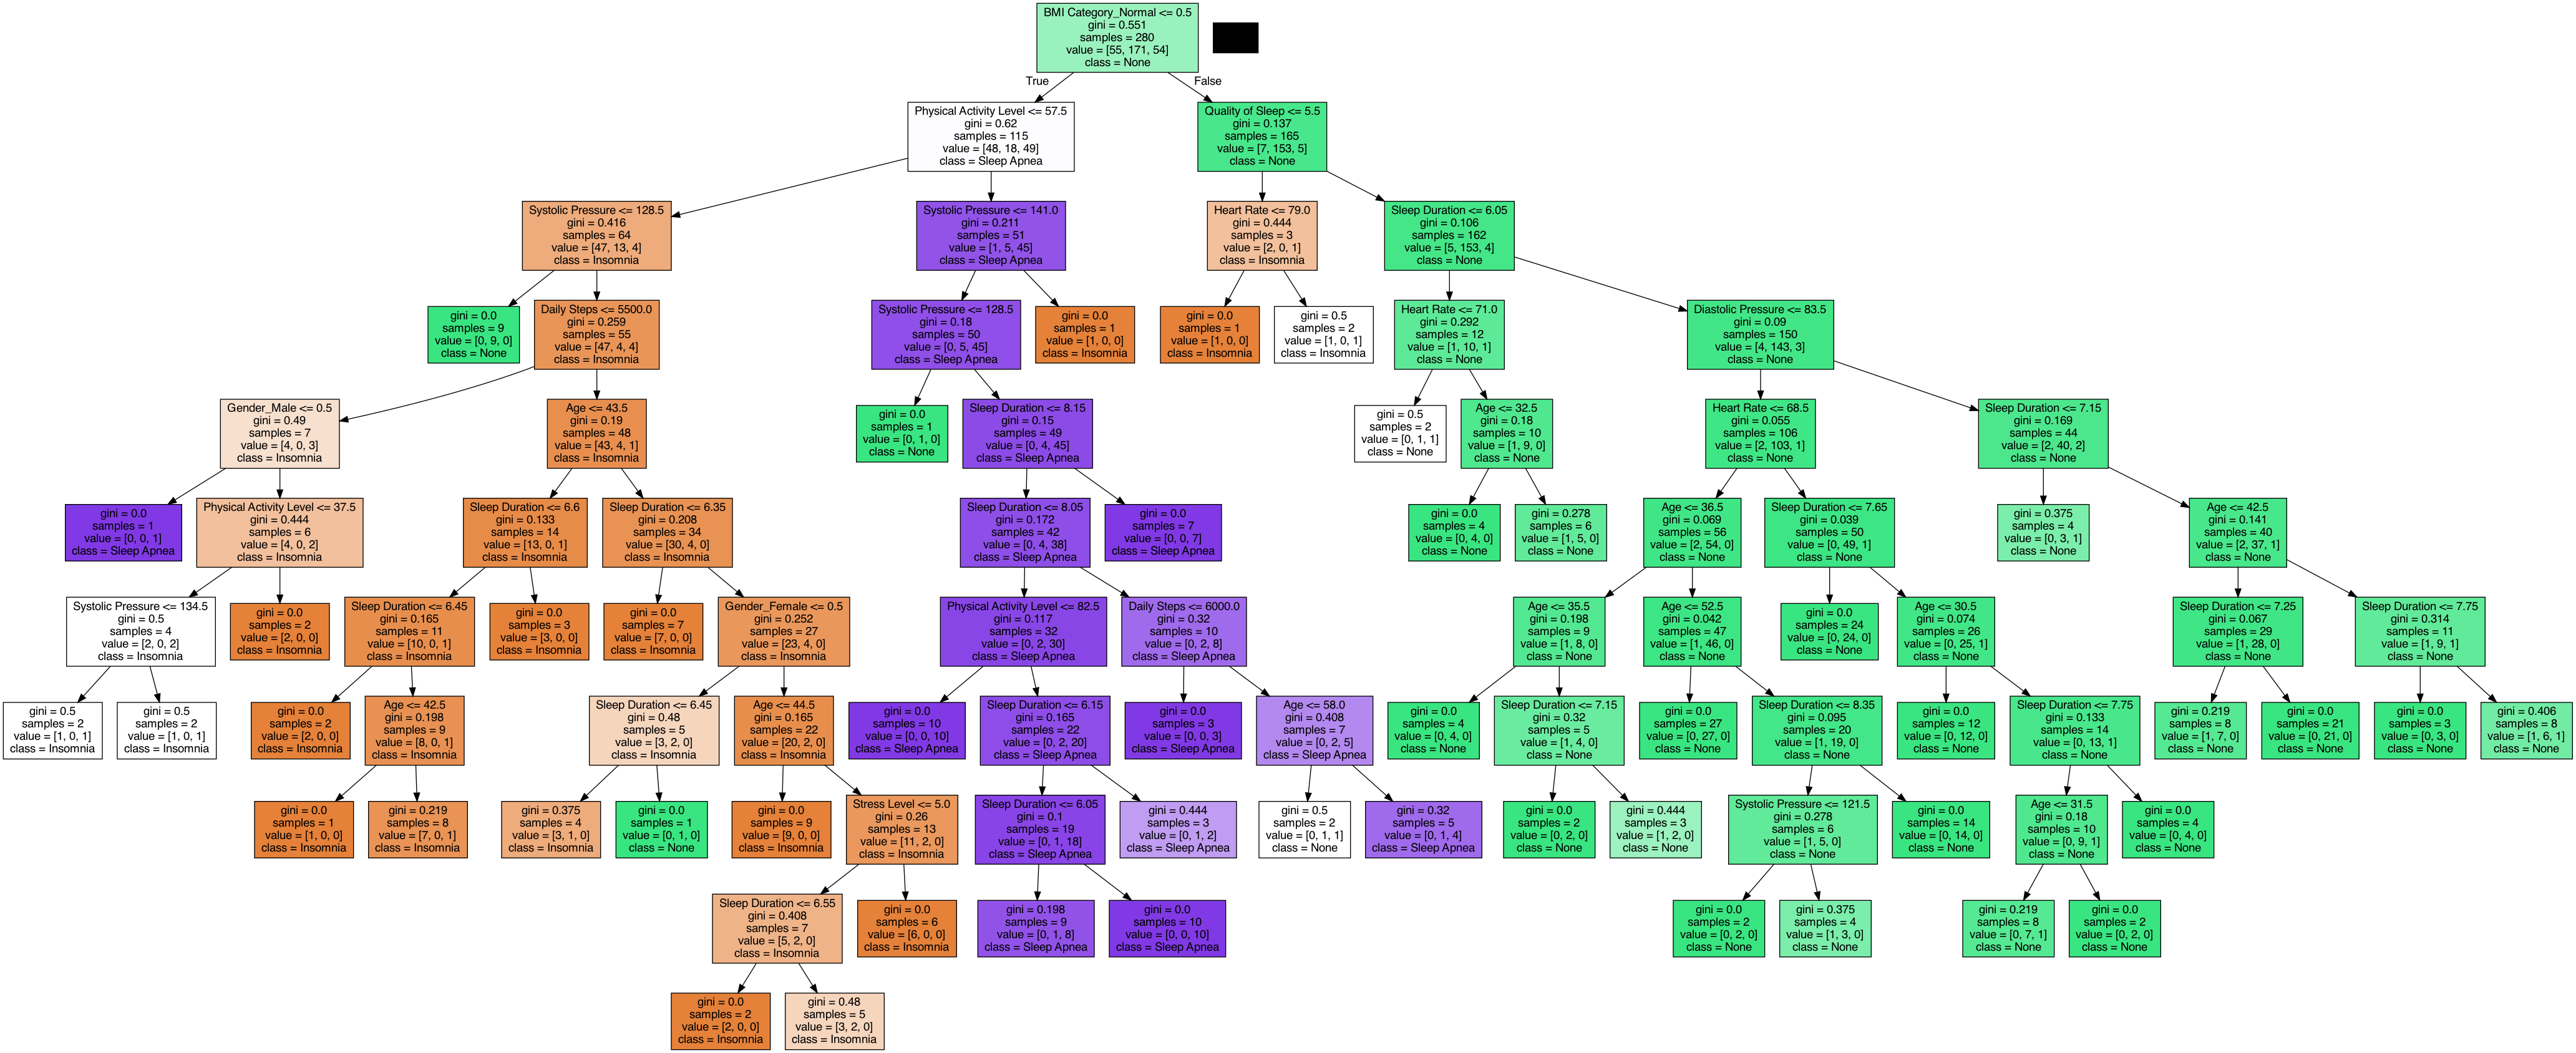 BMI Category_Normal <= 0.5
gini = 0.551
samples = 280
value = [55, 171, 54]
class = None
True
False
Physical Activity Level <= 57.5
gini = 0.62
samples = 115
value = [48, 18, 49]
class = Sleep Apnea
Quality of Sleep <= 5.5
gini = 0.137
samples = 165
value = [7, 153, 5]
class = None
Systolic Pressure <= 128.5
gini = 0.416
samples = 64
value = [47, 13, 4]
class = Insomnia
Systolic Pressure <= 141.0
gini = 0.211
samples = 51
value = [1, 5, 45]
class = Sleep Apnea
Heart Rate <= 79.0
gini = 0.444
samples = 3
value = [2, 0, 1]
class = Insomnia
Sleep Duration <= 6.05
gini = 0.106
samples = 162
value = [5, 153, 4]
class = None
gini = 0.0
samples = 9
value = [0, 9, 0]
class = None
Daily Steps <= 5500.0
gini = 0.259
samples = 55
value = [47, 4, 4]
class = Insomnia
Systolic Pressure <= 128.5
gini = 0.18
samples = 50
value = [0, 5, 45]
class = Sleep Apnea
gini = 0.0
samples = 1
value = [1, 0, 0]
class = Insomnia
gini = 0.0
samples = 1
value = [1, 0, 0]
class = Insomnia
gini = 0.5
samples = 2
value = [1, 0, 1]
class = Insomnia
Heart Rate <= 71.0
gini = 0.292
samples = 12
value = [1, 10, 1]
class = None
Diastolic Pressure <= 83.5
gini = 0.09
samples = 150
value = [4, 143, 3]
class = None
Gender_Male <= 0.5
gini = 0.49
samples = 7
value = [4, 0, 3]
class = Insomnia
Age <= 43.5
gini = 0.19
samples = 48
value = [43, 4, 1]
class = Insomnia
gini = 0.0
samples = 1
value = [0, 1, 0]
class = None
Sleep Duration <= 8.15
gini = 0.15
samples = 49
value = [0, 4, 45]
class = Sleep Apnea
gini = 0.5
samples = 2
value = [0, 1, 1]
class = None
Age <= 32.5
gini = 0.18
samples = 10
value = [1, 9, 0]
class = None
Heart Rate <= 68.5
gini = 0.055
samples = 106
value = [2, 103, 1]
class = None
Sleep Duration <= 7.15
gini = 0.169
samples = 44
value = [2, 40, 2]
class = None
gini = 0.0
samples = 1
value = [0, 0, 1]
class = Sleep Apnea
Physical Activity Level <= 37.5
gini = 0.444
samples = 6
value = [4, 0, 2]
class = Insomnia
Sleep Duration <= 6.6
gini = 0.133
samples = 14
value = [13, 0, 1]
class = Insomnia
Sleep Duration <= 6.35
gini = 0.208
samples = 34
value = [30, 4, 0]
class = Insomnia
Sleep Duration <= 8.05
gini = 0.172
samples = 42
value = [0, 4, 38]
class = Sleep Apnea
gini = 0.0
samples = 7
value = [0, 0, 7]
class = Sleep Apnea
gini = 0.0
samples = 4
value = [0, 4, 0]
class = None
gini = 0.278
samples = 6
value = [1, 5, 0]
class = None
Age <= 36.5
gini = 0.069
samples = 56
value = [2, 54, 0]
class = None
Sleep Duration <= 7.65
gini = 0.039
samples = 50
value = [0, 49, 1]
class = None
gini = 0.375
samples = 4
value = [0, 3, 1]
class = None
Age <= 42.5
gini = 0.141
samples = 40
value = [2, 37, 1]
class = None
Systolic Pressure <= 134.5
gini = 0.5
samples = 4
value = [2, 0, 2]
class = Insomnia
gini = 0.0
samples = 2
value = [2, 0, 0]
class = Insomnia
Sleep Duration <= 6.45
gini = 0.165
samples = 11
value = [10, 0, 1]
class = Insomnia
gini = 0.0
samples = 3
value = [3, 0, 0]
class = Insomnia
gini = 0.0
samples = 7
value = [7, 0, 0]
class = Insomnia
Gender_Female <= 0.5
gini = 0.252
samples = 27
value = [23, 4, 0]
class = Insomnia
Physical Activity Level <= 82.5
gini = 0.117
samples = 32
value = [0, 2, 30]
class = Sleep Apnea
Daily Steps <= 6000.0
gini = 0.32
samples = 10
value = [0, 2, 8]
class = Sleep Apnea
Age <= 35.5
gini = 0.198
samples = 9
value = [1, 8, 0]
class = None
Age <= 52.5
gini = 0.042
samples = 47
value = [1, 46, 0]
class = None
gini = 0.0
samples = 24
value = [0, 24, 0]
class = None
Age <= 30.5
gini = 0.074
samples = 26
value = [0, 25, 1]
class = None
Sleep Duration <= 7.25
gini = 0.067
samples = 29
value = [1, 28, 0]
class = None
Sleep Duration <= 7.75
gini = 0.314
samples = 11
value = [1, 9, 1]
class = None
gini = 0.5
samples = 2
value = [1, 0, 1]
class = Insomnia
gini = 0.5
samples = 2
value = [1, 0, 1]
class = Insomnia
gini = 0.0
samples = 2
value = [2, 0, 0]
class = Insomnia
Age <= 42.5
gini = 0.198
samples = 9
value = [8, 0, 1]
class = Insomnia
Sleep Duration <= 6.45
gini = 0.48
samples = 5
value = [3, 2, 0]
class = Insomnia
Age <= 44.5
gini = 0.165
samples = 22
value = [20, 2, 0]
class = Insomnia
gini = 0.0
samples = 10
value = [0, 0, 10]
class = Sleep Apnea
Sleep Duration <= 6.15
gini = 0.165
samples = 22
value = [0, 2, 20]
class = Sleep Apnea
gini = 0.0
samples = 3
value = [0, 0, 3]
class = Sleep Apnea
Age <= 58.0
gini = 0.408
samples = 7
value = [0, 2, 5]
class = Sleep Apnea
gini = 0.0
samples = 4
value = [0, 4, 0]
class = None
Sleep Duration <= 7.15
gini = 0.32
samples = 5
value = [1, 4, 0]
class = None
gini = 0.0
samples = 27
value = [0, 27, 0]
class = None
Sleep Duration <= 8.35
gini = 0.095
samples = 20
value = [1, 19, 0]
class = None
gini = 0.0
samples = 12
value = [0, 12, 0]
class = None
Sleep Duration <= 7.75
gini = 0.133
samples = 14
value = [0, 13, 1]
class = None
gini = 0.219
samples = 8
value = [1, 7, 0]
class = None
gini = 0.0
samples = 21
value = [0, 21, 0]
class = None
gini = 0.0
samples = 3
value = [0, 3, 0]
class = None
gini = 0.406
samples = 8
value = [1, 6, 1]
class = None
gini = 0.0
samples = 1
value = [1, 0, 0]
class = Insomnia
gini = 0.219
samples = 8
value = [7, 0, 1]
class = Insomnia
gini = 0.375
samples = 4
value = [3, 1, 0]
class = Insomnia
gini = 0.0
samples = 1
value = [0, 1, 0]
class = None
gini = 0.0
samples = 9
value = [9, 0, 0]
class = Insomnia
Stress Level <= 5.0
gini = 0.26
samples = 13
value = [11, 2, 0]
class = Insomnia
Sleep Duration <= 6.05
gini = 0.1
samples = 19
value = [0, 1, 18]
class = Sleep Apnea
gini = 0.444
samples = 3
value = [0, 1, 2]
class = Sleep Apnea
gini = 0.5
samples = 2
value = [0, 1, 1]
class = None
gini = 0.32
samples = 5
value = [0, 1, 4]
class = Sleep Apnea
gini = 0.0
samples = 2
value = [0, 2, 0]
class = None
gini = 0.444
samples = 3
value = [1, 2, 0]
class = None
Systolic Pressure <= 121.5
gini = 0.278
samples = 6
value = [1, 5, 0]
class = None
gini = 0.0
samples = 14
value = [0, 14, 0]
class = None
Age <= 31.5
gini = 0.18
samples = 10
value = [0, 9, 1]
class = None
gini = 0.0
samples = 4
value = [0, 4, 0]
class = None
Sleep Duration <= 6.55
gini = 0.408
samples = 7
value = [5, 2, 0]
class = Insomnia
gini = 0.0
samples = 6
value = [6, 0, 0]
class = Insomnia
gini = 0.198
samples = 9
value = [0, 1, 8]
class = Sleep Apnea
gini = 0.0
samples = 10
value = [0, 0, 10]
class = Sleep Apnea
gini = 0.0
samples = 2
value = [0, 2, 0]
class = None
gini = 0.375
samples = 4
value = [1, 3, 0]
class = None
gini = 0.219
samples = 8
value = [0, 7, 1]
class = None
gini = 0.0
samples = 2
value = [0, 2, 0]
class = None
gini = 0.0
samples = 2
value = [2, 0, 0]
class = Insomnia
gini = 0.48
samples = 5
value = [3, 2, 0]
class = Insomnia